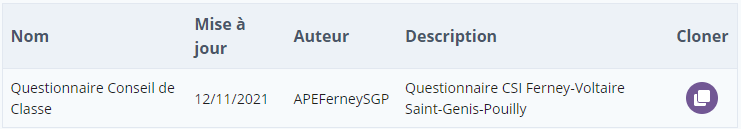 Nom
Mise à
jour
Auteur
Description
Cloner
Questionnaire Conseil de
Classe
12/11/2021
APEFerneySGP
Questionnaire CSI Ferney-Voltaire
Saint-Genis-Pouilly